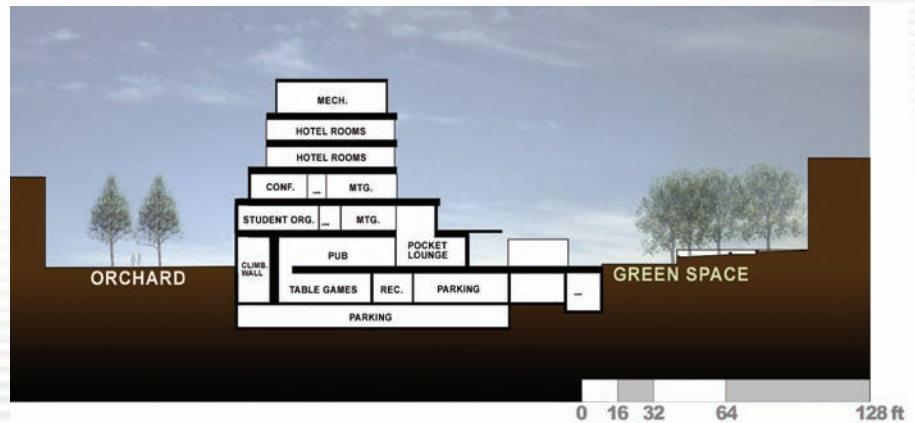 MECH.
HOTEL ROOMS
HOTEL ROOMS
CONF. MTG.
STUDENT ORG. MTG.
CLIMB.
WALL
PUB
POCKET
LOUNGE
ORCHARD
GREEN SPACE
TABLE GAMES REC. PARKING
PARKING
0 16 32 64 128 ft